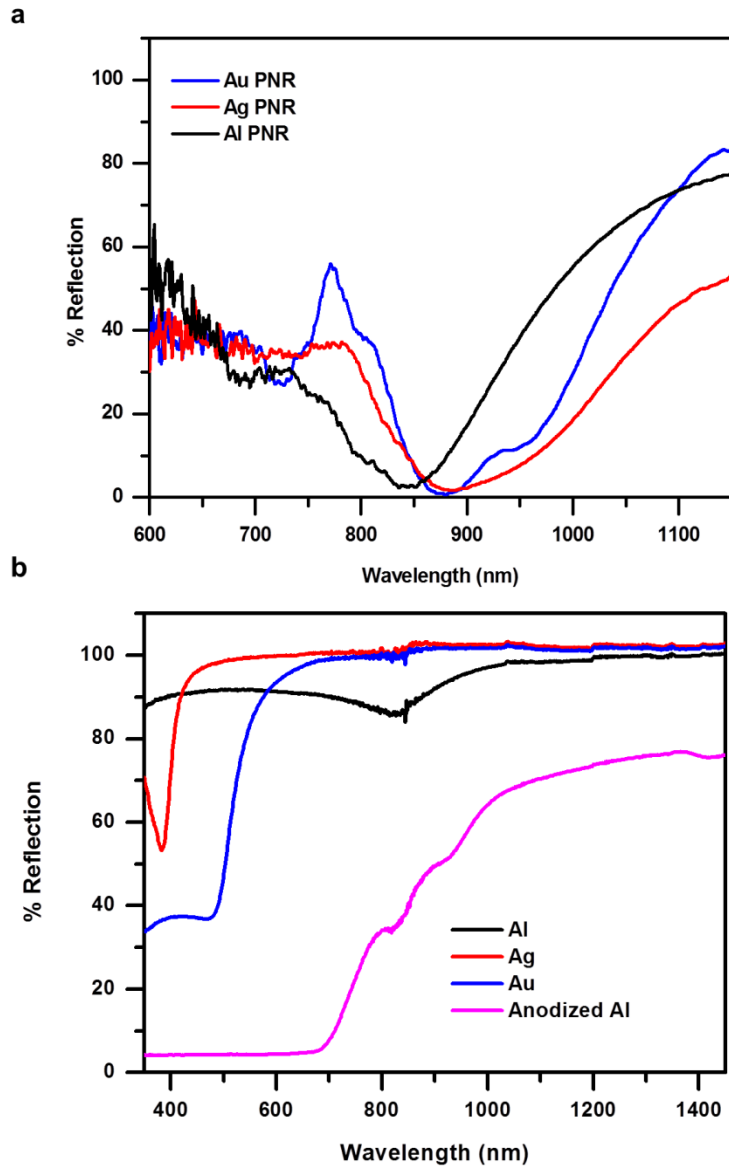 a
100
80
60
40
20
0
% Reflection
Au PNR
Ag PNR
Al PNR
600 700 800 900 1000 1100
Wavelength (nm)
b
100
80
60
40
20
0
% Reflection
Al
Ag
Au
Anodized Al
400 600 800 1000 1200 1400
Wavelength (nm)